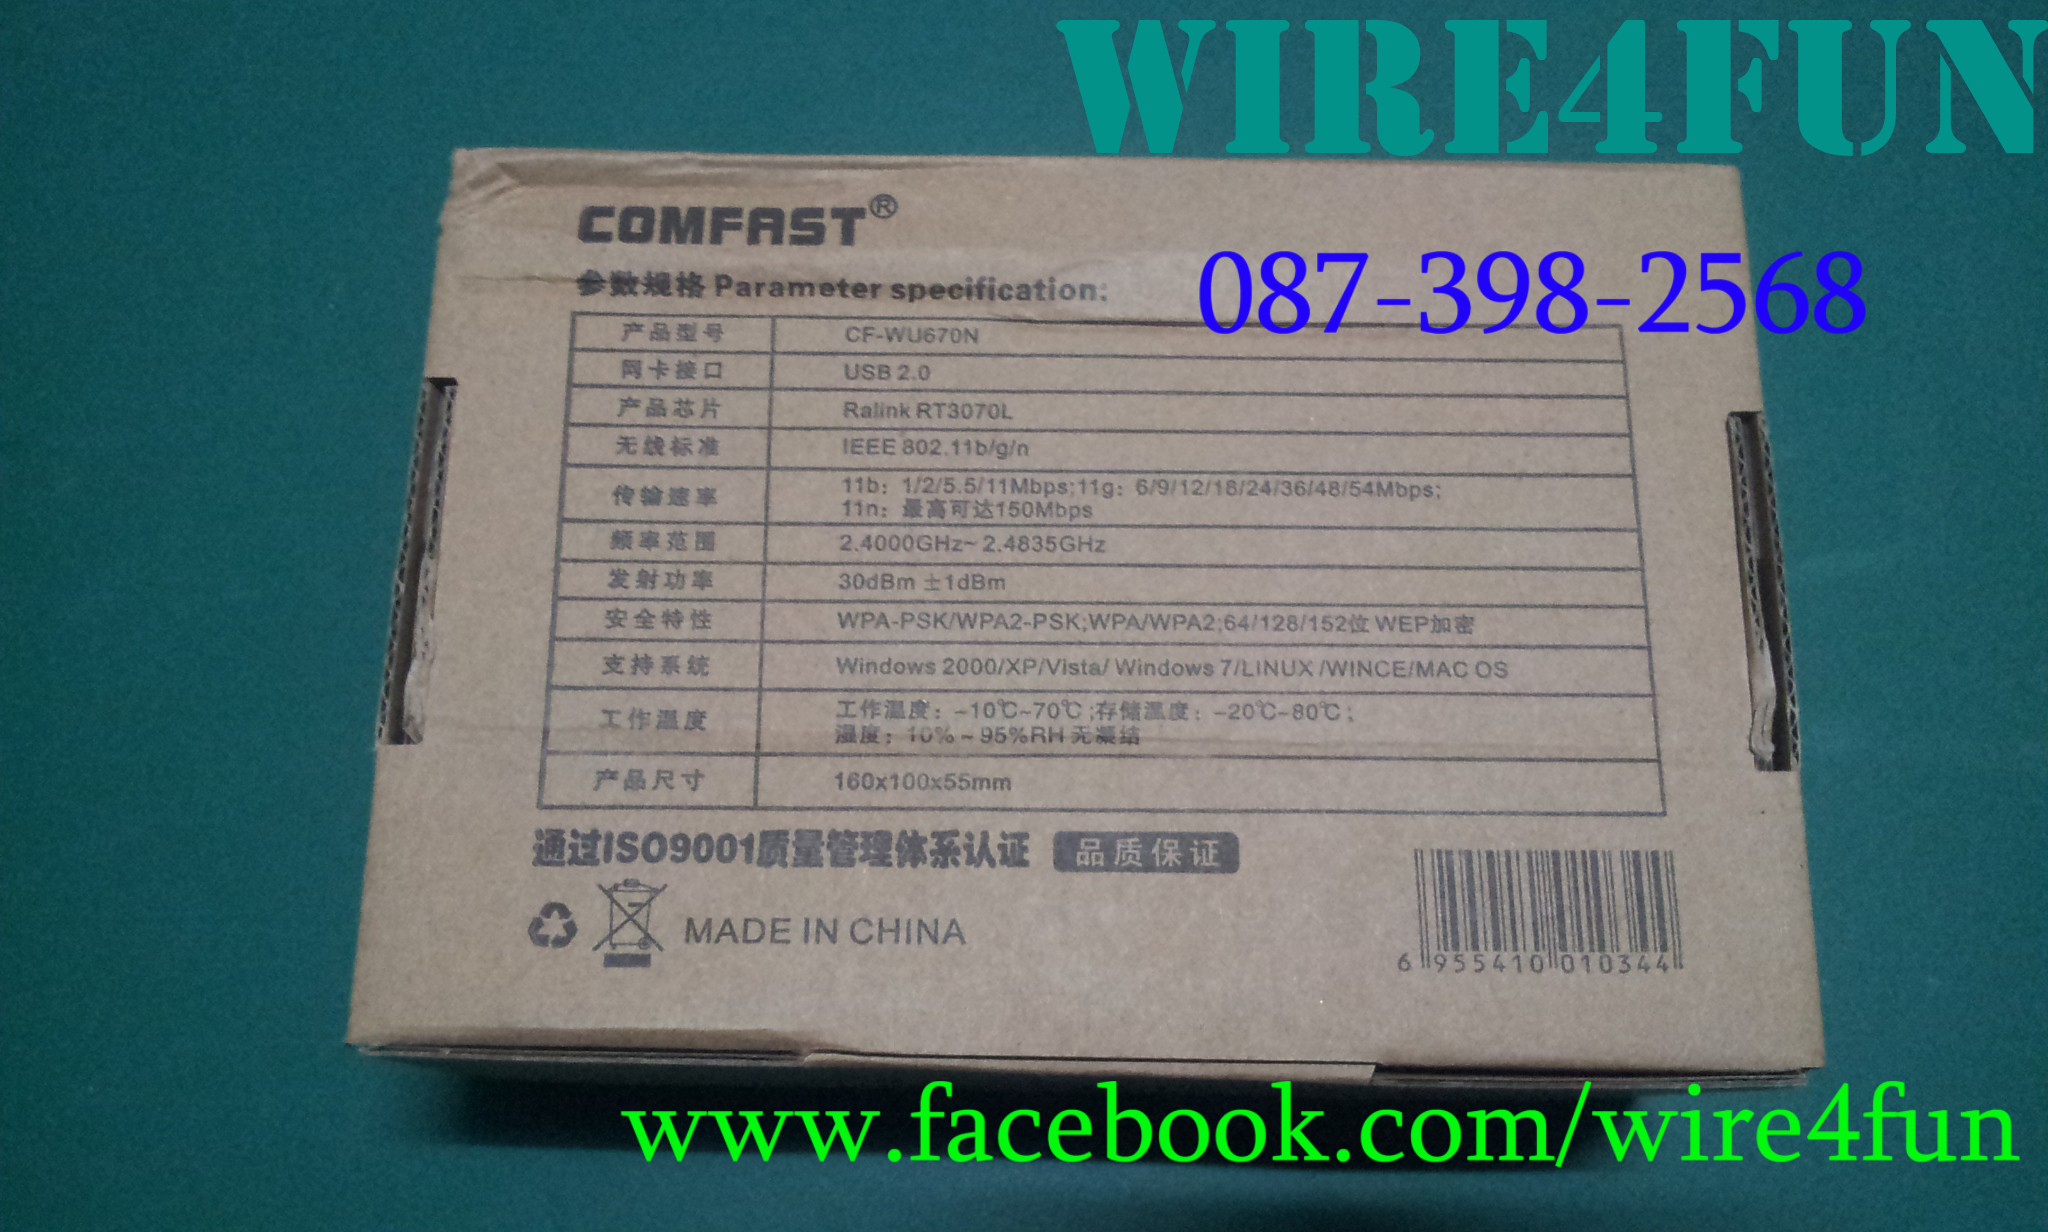 WIRE4FUN
COMFAST®
087-398-2568
参数规格 Parameter specification:
产品型号 CF-WU670N
网卡接口 USB 2.0
产品芯片 Ralink RT3070L
无线标准 IEEE 802.11b/g/n
传输速率 11b: 1/2/5.5/11Mbps;11g: 6/9/12/18/24/36/48/54Mbps;
11n: 最高可达150Mbps
频率范围 2.4000GHz~ 2.4835GHz
发射功率 30dBm ±1dBm
安全特性 WPA-PSK/WPA2-PSK;WPA/WPA2;64/128/152位 WEP加密
支持系统 Windows 2000/XP/Vista/ Windows 7/LINUX /WINCE/MAC OS
工作温度 工作温度: -10℃~70℃ ;存储温度: -20℃-80℃ ;
湿度: 10% ~ 95%RH 无凝结
产品尺寸 160x100x55mm
通过ISO9001质量管理体系认证 品质保证
MADE IN CHINA
6 955410 010344
www.facebook.com/wire4fun